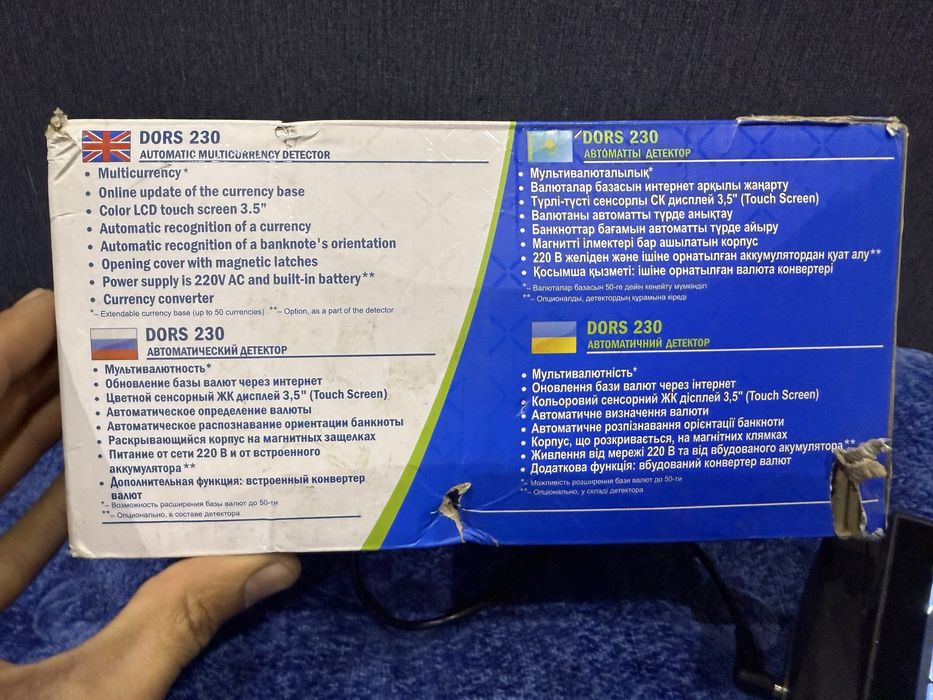 DORS 230
AUTOMATIC MULTICURRENCY DETECTOR
• Multicurrency*
• Online update of the currency base
• Color LCD touch screen 3.5"
• Automatic recognition of a currency
• Automatic recognition of a banknote's orientation
• Opening cover with magnetic latches
• Power supply is 220V AC and built-in battery**
• Currency converter
*– Extendable currency base (up to 50 currencies) **– Option, as a part of the detector
DORS 230
АВТОМАТИЧЕСКИЙ ДЕТЕКТОР
• Мультивалютность*
• Обновление базы валют через интернет
• Цветной сенсорный ЖК дисплей 3,5" (Touch Screen)
• Автоматическое определение валюты
• Автоматическое распознавание ориентации банкноты
• Раскрывающийся корпус на магнитных защелках
• Питание от сети 220 В и от встроенного
аккумулятора**
• Дополнительная функция: встроенный конвертер
валют
*– Возможность расширения базы валют до 50-ти
**– Опционально, в составе детектора
DORS 230
АВТОМАТТЫ ДЕТЕКТОР
• Мультивалюталылық*
• Валюталар базасын интернет арқылы жаңарту
• Түрлі-түсті сенсорлы СК дисплей 3,5" (Touch Screen)
• Валютаны автоматты түрде анықтау
• Банкноттар бағамын автоматты түрде айыру
• Магнитті ілмектері бар ашылатын корпус
• 220 В желіден және ішіне орнатылған аккумулятордан қуат алу**
• Қосымша қызметі: ішіне орнатылған валюта конвертері
*– Валюталар базасын 50-ге дейін кеңейту мүмкіндігі
**– Опционалды, детектордың құрамына кіреді
DORS 230
АВТОМАТИЧНИЙ ДЕТЕКТОР
• Мультивалютність*
• Оновлення бази валют через інтернет
• Кольоровий сенсорний ЖК дісплей 3,5" (Touch Screen)
• Автоматичне визначення валюти
• Автоматичне розпізнавання орієнтації банкноти
• Корпус, що розкривається, на магнітних клямках
• Живлення від мережі 220 В та від вбудованого акумулятора**
• Додаткова функція: вбудований конвертер валют
*– Можливість розширення бази валют до 50-ти
**– Опціонально, у складі детектора